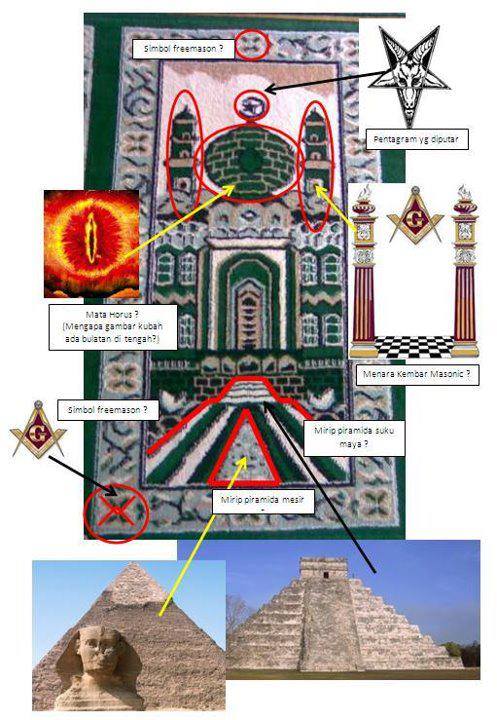 Simbol freemason ?
Pentagram yg diputar
Mata Horus ?
(Mengapa gambar kubah
ada bulatan di tengah?)
Menara Kembar Masonic ?
Simbol freemason ?
Mirip piramida suku
maya ?
Mirip piramida mesir
G
G